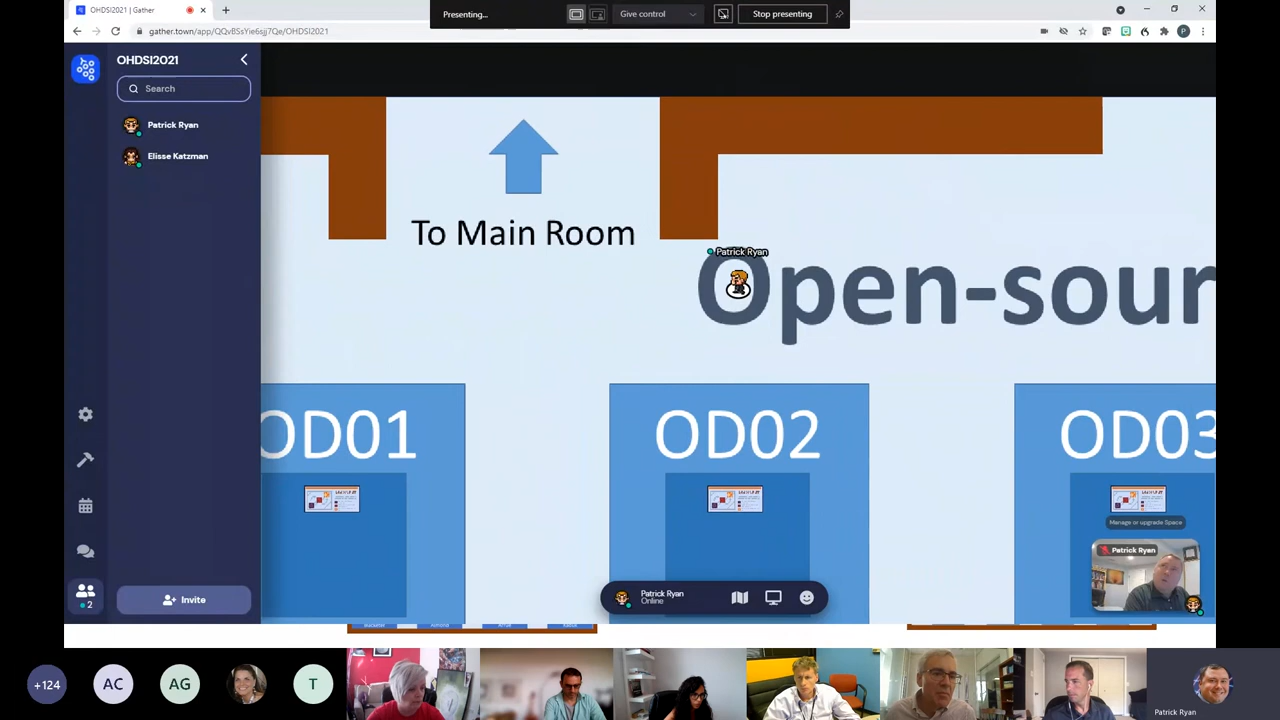 OHDSI2021 | Gather
Presenting...
Give control
Stop presenting
gather.town/app/QQvBSsYie6sjj7Qe/OHDSI2021
P
OHDSI2021
Search
Patrick Ryan
Elisse Katzman
To Main Room
Patrick Ryan
Open-sour
OD01
OD02
OD03
Manage or upgrade Space
Patrick Ryan
2
Invite
Patrick Ryan
Online
+124
AC
AG
T
Patrick Ryan